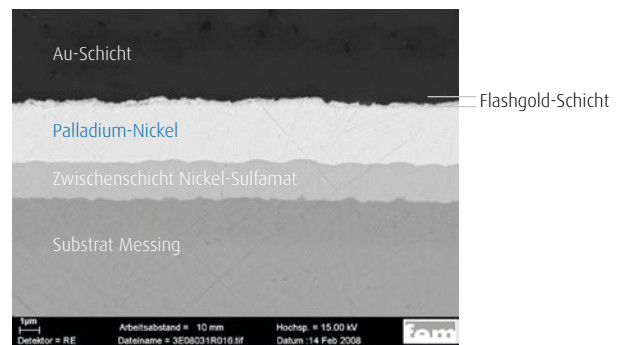 Au-Schicht
Flashgold-Schicht
Palladium-Nickel
Zwischenschicht Nickel-Sulfamat
Substrat Messing
1µm
Arbeitsabstand = 10 mm
Hochsp. = 15.00 kV
fem
Detektor = RE
Dateiname = 3E08031R016.tif
Datum :14 Feb 2008